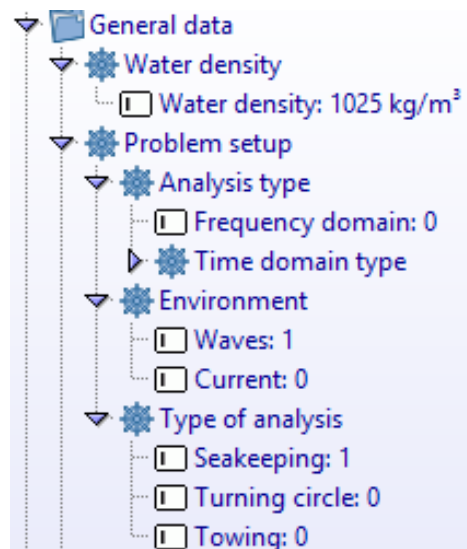 General data
Water density
Water density: 1025 kg/m³
Problem setup
Analysis type
Frequency domain: 0
Time domain type
Environment
Waves: 1
Current: 0
Type of analysis
Seakeeping: 1
Turning circle: 0
Towing: 0